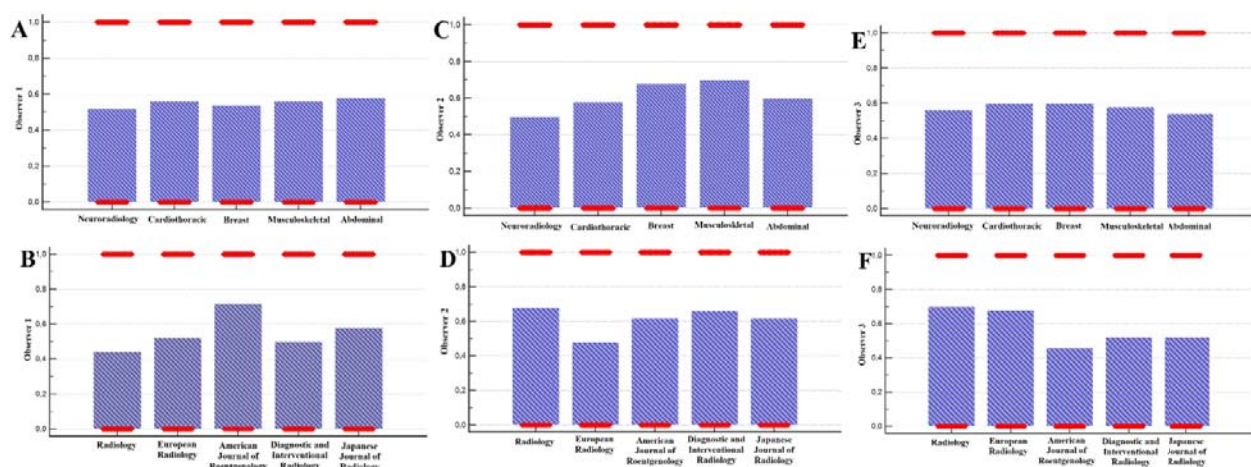 A
Observer 1
1,0
0,8
0,6
0,4
0,2
0,0
Neuroradiology Cardiothoracic Breast Musculoskeletal Abdominal
C
Observer 2
1,0
0,8
0,6
0,4
0,2
0,0
Neuroradiology Cardiothoracic Breast Musculoskletal Abdominal
E
Observer 3
1,0
0,8
0,6
0,4
0,2
0,0
Neuroradiology Cardiothoracic Breast Musculoskeletal Abdominal
B
Observer 1
1,0
0,8
0,6
0,4
0,2
0,0
Radiology European American Diagnostic and Japanese
Radiology Journal of Interventional Journal of
Roentgenology Radiology Radiology
D
Observer 2
1,0
0,8
0,6
0,4
0,2
0,0
Radiology European American Diagnostic and Japanese
Radiology Journal of Interventional Journal of
Roentgenology Radiology Radiology
F
Observer 3
1,0
0,8
0,6
0,4
0,2
0,0
Radiology European American Diagnostic and Japanese
Radiology Journal of Interventional Journal of
Roentgenology Radiology Radiology